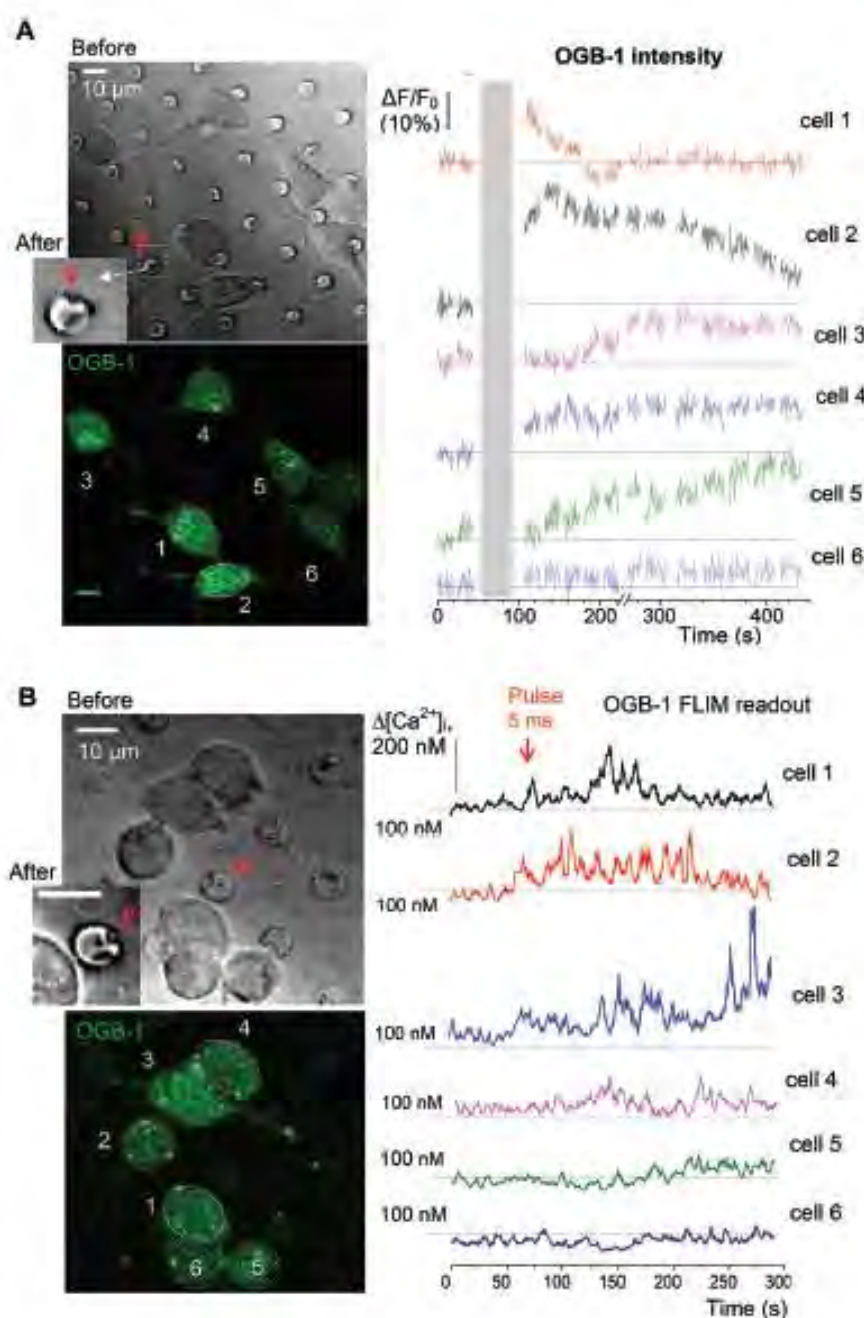 A
Before
10 μm
After
OGB-1
4
3
5
1
6
2
OGB-1 intensity
ΔF/F0
(10%)
cell 1
cell 2
cell 3
cell 4
cell 5
cell 6
0
100
200
300
400
Time (s)
B
Before
10 μm
After
OGB-1
4
3
2
1
6
5
Δ[Ca2+]i,
200 nM
Pulse
5 ms
OGB-1 FLIM readout
cell 1
100 nM
cell 2
100 nM
cell 3
100 nM
cell 4
100 nM
cell 5
100 nM
cell 6
100 nM
0
50
100
150
200
250
300
Time (s)